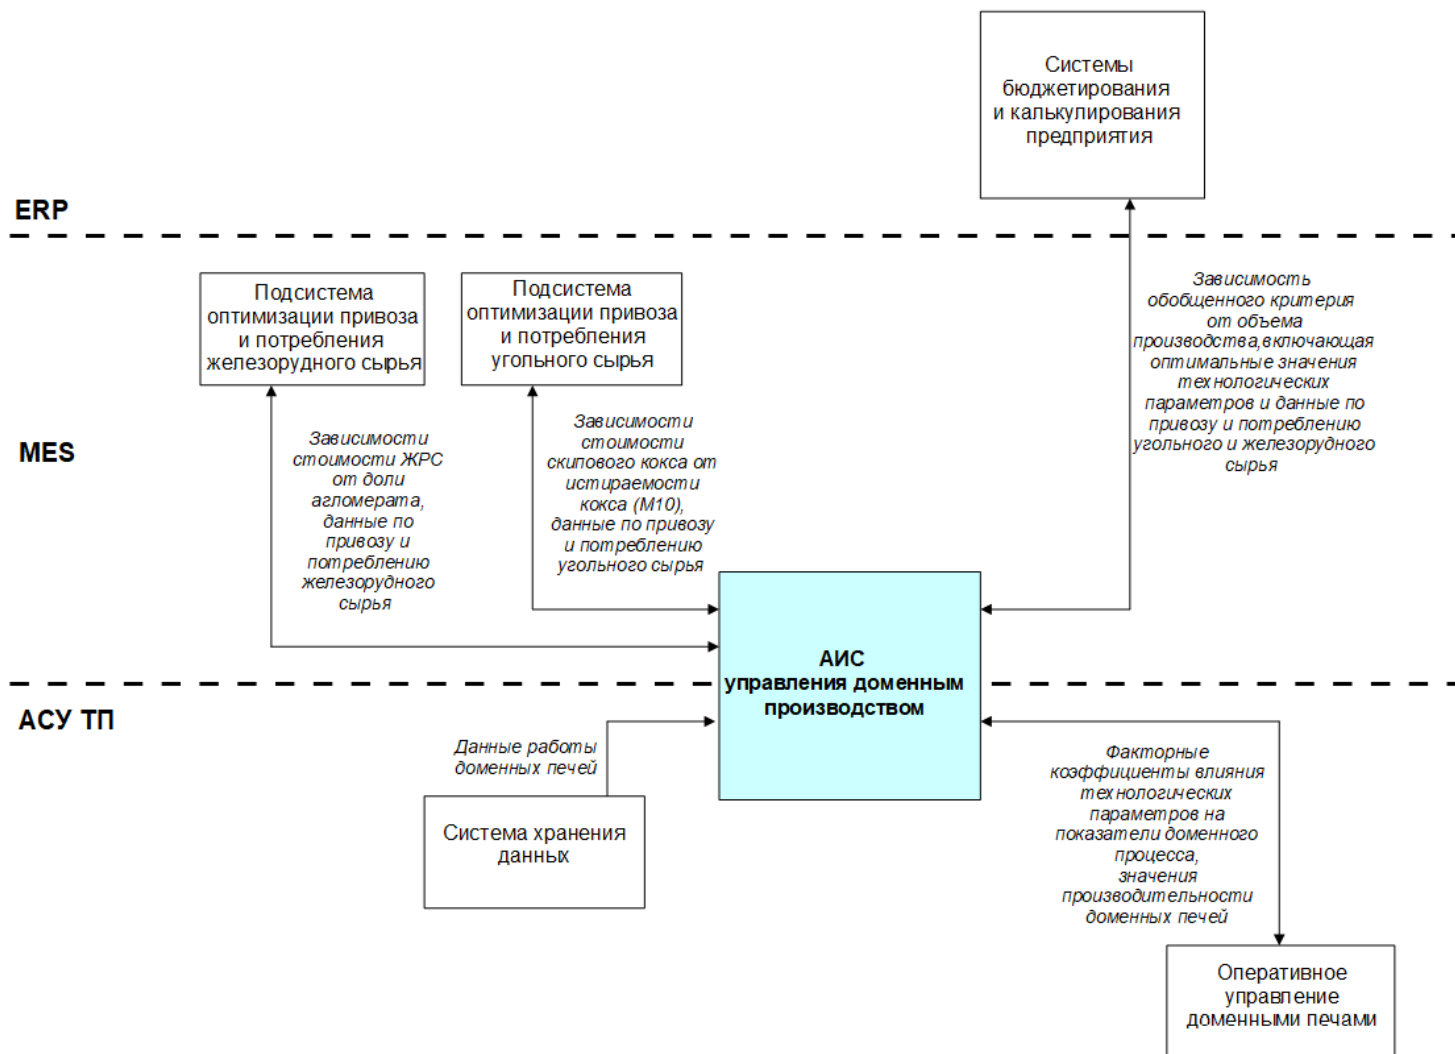 Системы
бюджетирования
и калькулирования
предприятия
ERP
Подсистема
оптимизации привоза
и потребления
железорудного сырья
Подсистема
оптимизации привоза
и потребления
угольного сырья
Зависимость
обобщенного критерия
от объема
производства,включающая
оптимальные значения
технологических
параметров и данные по
привозу и потреблению
угольного и железорудного
сырья
MES
Зависимости
стоимости ЖРС
от доли
агломерата,
данные по
привозу и
потреблению
железорудного
сырья
Зависимости
стоимости
скипового кокса от
истираемости
кокса (М10),
данные по привозу
и потреблению
угольного сырья
АИС
управления доменным
производством
АСУ ТП
Данные работы
доменных печей
Система хранения
данных
Факторные
коэффициенты влияния
технологических
параметров на
показатели доменного
процесса,
значения
производительности
доменных печей
Оперативное
управление
доменными печами